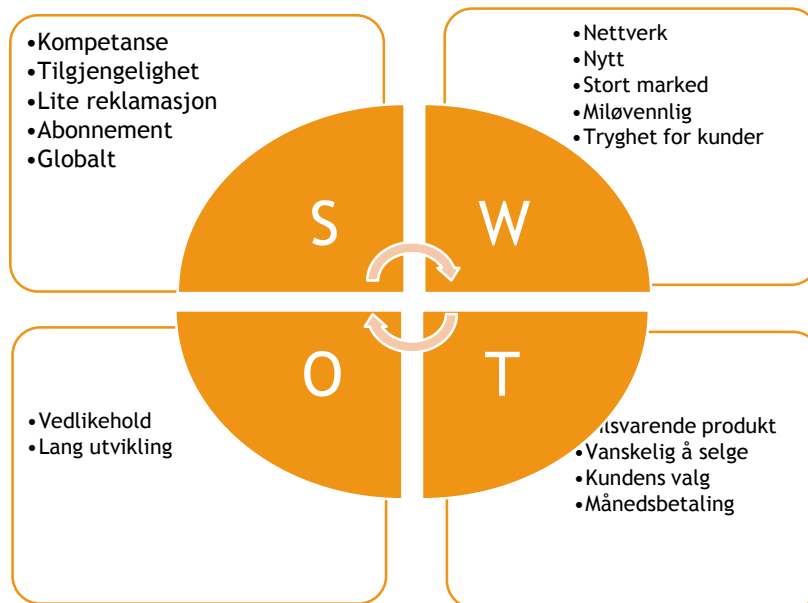 •Kompetanse
•Tilgjengelighet
•Lite reklamasjon
•Abonnement
•Globalt
•Nettverk
•Nytt
•Stort marked
•Miløvennlig
•Tryghet for kunder
S
W
O
T
•Vedlikehold
•Lang utvikling
produkt
•Vanskelig å selge
•Kundens valg
•Månedsbetaling